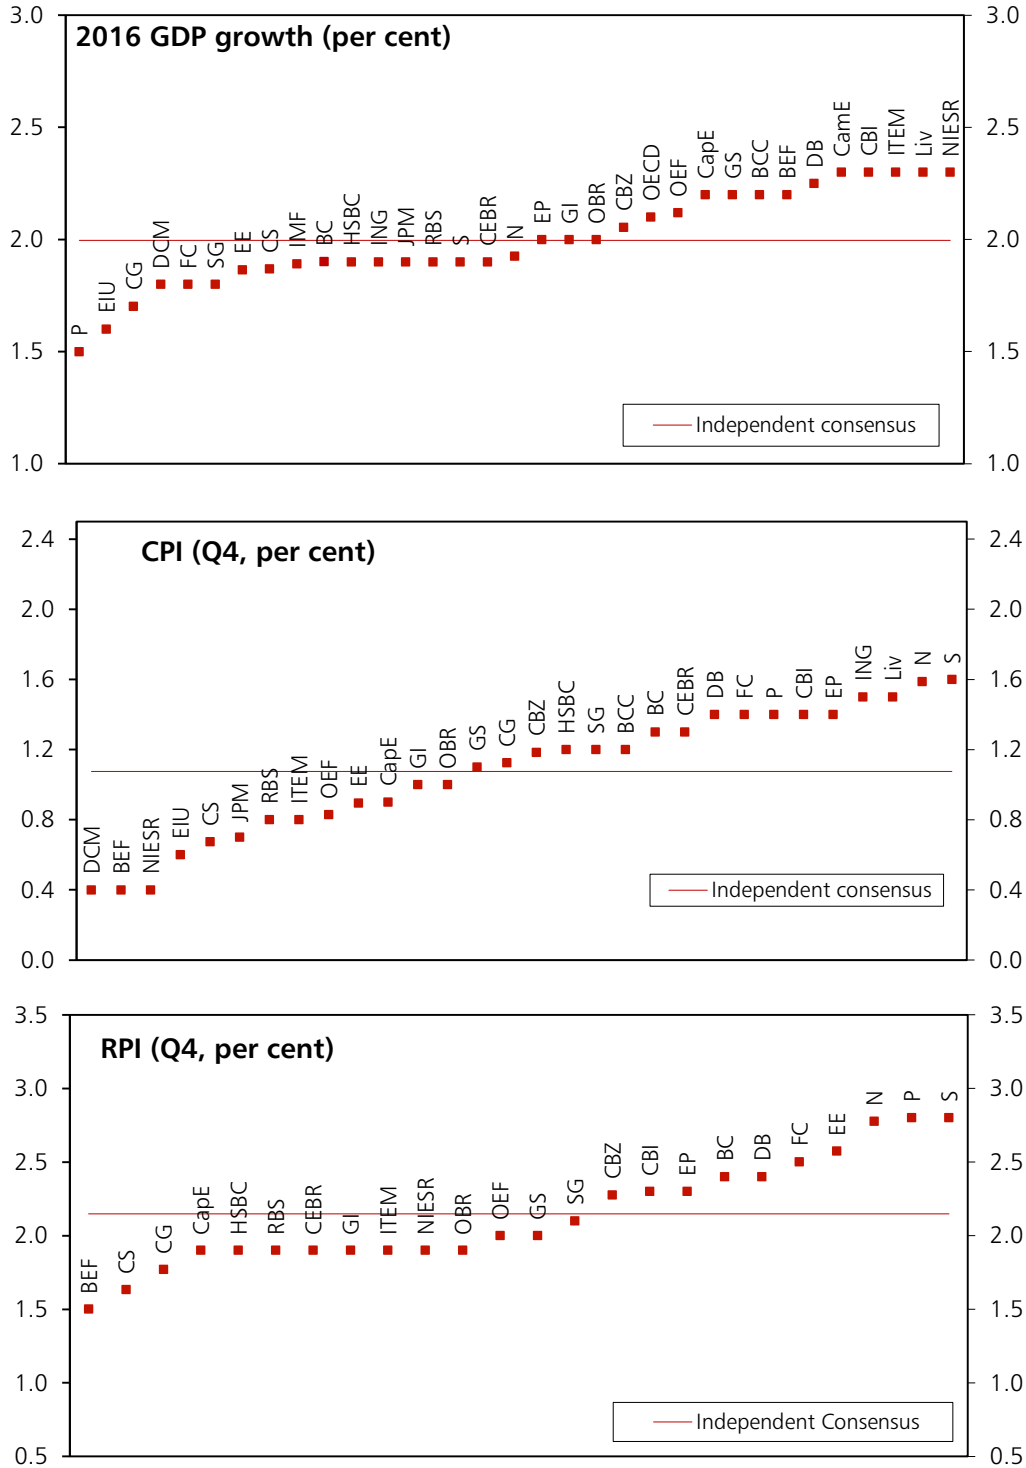 2016 GDP growth (per cent)
3.0 3.0
2.5 2.5
2.0 2.0
1.5 1.5
1.0 1.0
P EIU CG DCM FC SG EE CS IMF BC HSBC ING JPM RBS S CEBR N EP GI OBR CBZ OECD OEF CapE GS BCC BEF DB CamE CBI ITEM Liv NIESR
Independent consensus
CPI (Q4, per cent)
2.4 2.4
2.0 2.0
1.6 1.6
1.2 1.2
0.8 0.8
0.4 0.4
0.0 0.0
DCM BEF NIESR EIU CS JPM RBS ITEM OEF EE CapE GI OBR GS CG CBZ HSBC SG BCC BC CEBR DB FC P CBI EP ING Liv N S
Independent consensus
RPI (Q4, per cent)
3.5 3.5
3.0 3.0
2.5 2.5
2.0 2.0
1.5 1.5
1.0 1.0
0.5 0.5
BEF CS CG CapE HSBC RBS CEBR GI ITEM NIESR OBR OEF GS SG CBZ CBI EP BC DB FC EE N P S
Independent Consensus